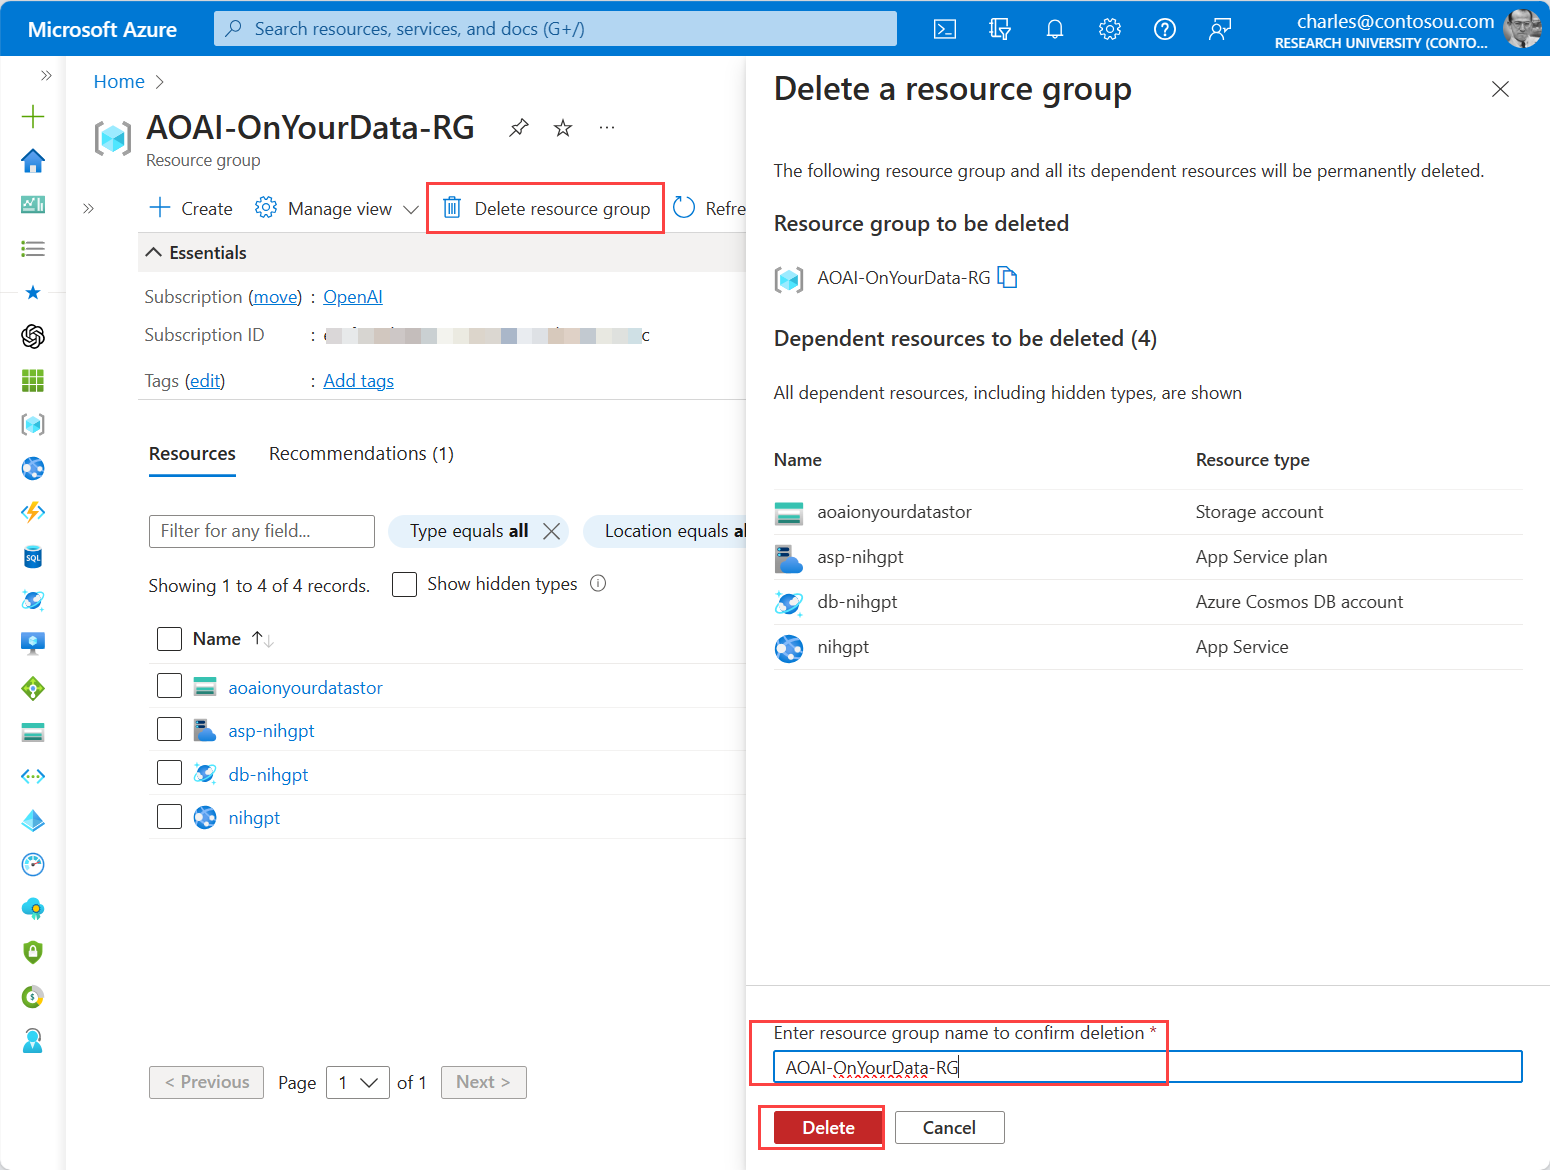 Microsoft Azure
Search resources, services, and docs (G+/)
charles@contosou.com
RESEARCH UNIVERSITY (CONTO...
Home
AOAI-OnYourData-RG
Resource group
Create
Manage view
Delete resource group
Refre
Essentials
Subscription (move) : OpenAI
Subscription ID :
Tags (edit) : Add tags
Resources
Recommendations (1)
Filter for any field...
Type equals all
Location equals al
Showing 1 to 4 of 4 records.
Show hidden types
Name
aoaionyourdatastor
asp-nihgpt
db-nihgpt
nihgpt
< Previous
Page 1 of 1
Next >
Delete a resource group
The following resource group and all its dependent resources will be permanently deleted.
Resource group to be deleted
AOAI-OnYourData-RG
Dependent resources to be deleted (4)
All dependent resources, including hidden types, are shown
Name Resource type
aoaionyourdatastor Storage account
asp-nihgpt App Service plan
db-nihgpt Azure Cosmos DB account
nihgpt App Service
Enter resource group name to confirm deletion *
AOAI-OnYourData-RG
Delete
Cancel